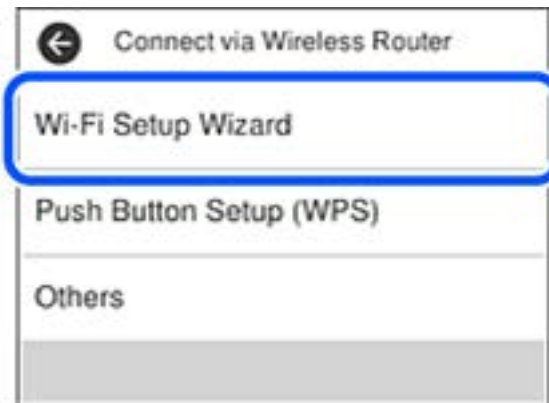 Connect via Wireless Router
Wi-Fi Setup Wizard
Push Button Setup (WPS)
Others